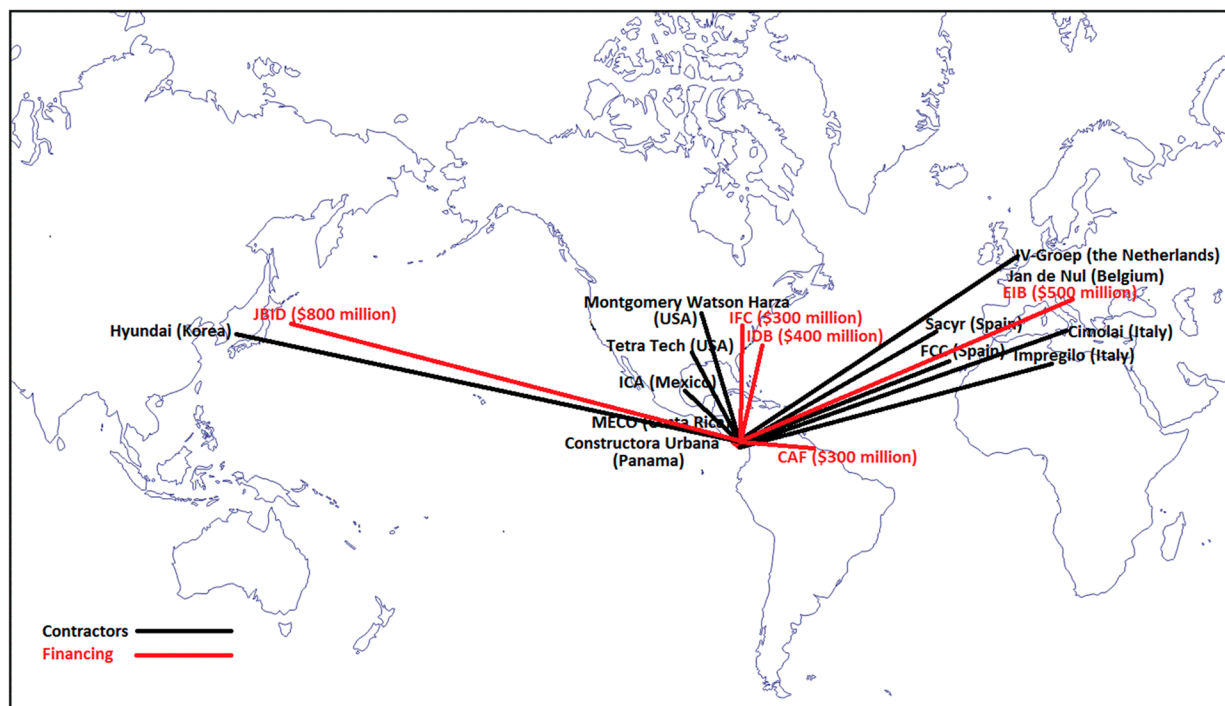 IV-Groep (the Netherlands)
Jan de Nul (Belgium)
EIB ($500 million)
Montgomery Watson Harza
(USA)
IFC ($300 million)
JBID ($800 million)
Hyundai (Korea)
Sacyr (Spain)
Cimolai (Italy)
IDB ($400 million)
Tetra Tech (USA)
FCC (Spain)
Impregilo (Italy)
ICA (Mexico)
MECO (Costa Rica)
Constructora Urbana
(Panama)
CAF ($300 million)
Contractors
Financing